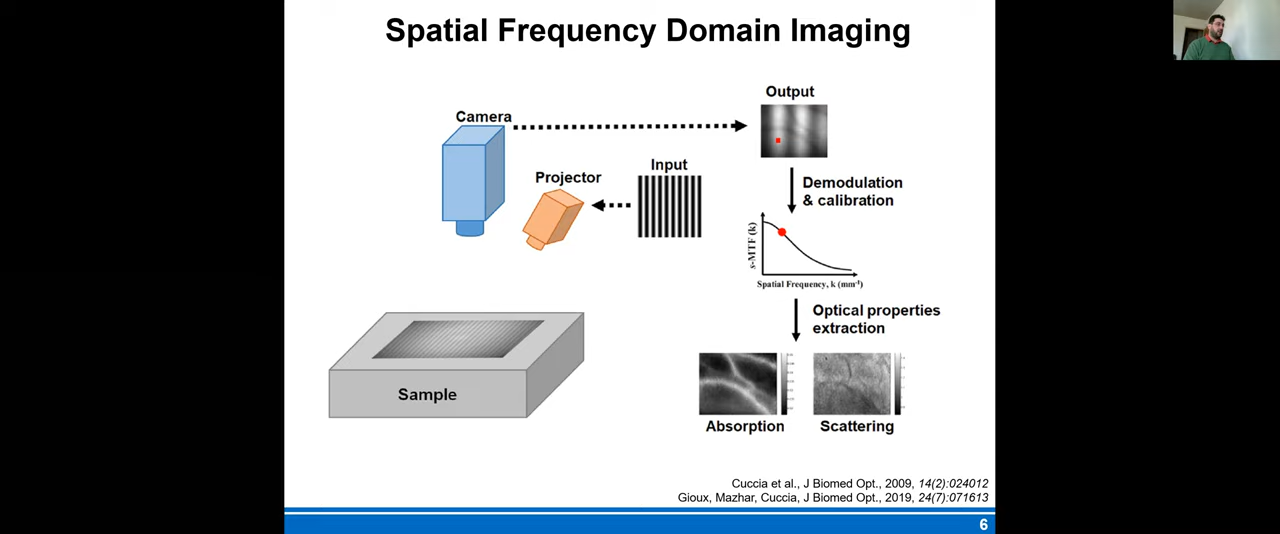 Spatial Frequency Domain Imaging
Camera
Projector
Input
Output
Demodulation
& calibration
s-MTF (k)
Spatial Frequency, k (mm⁻¹)
Optical properties
extraction
Sample
Absorption
Scattering
Cuccia et al., J Biomed Opt., 2009, 14(2):024012
Gioux, Mazhar, Cuccia, J Biomed Opt., 2019, 24(7):071613
6